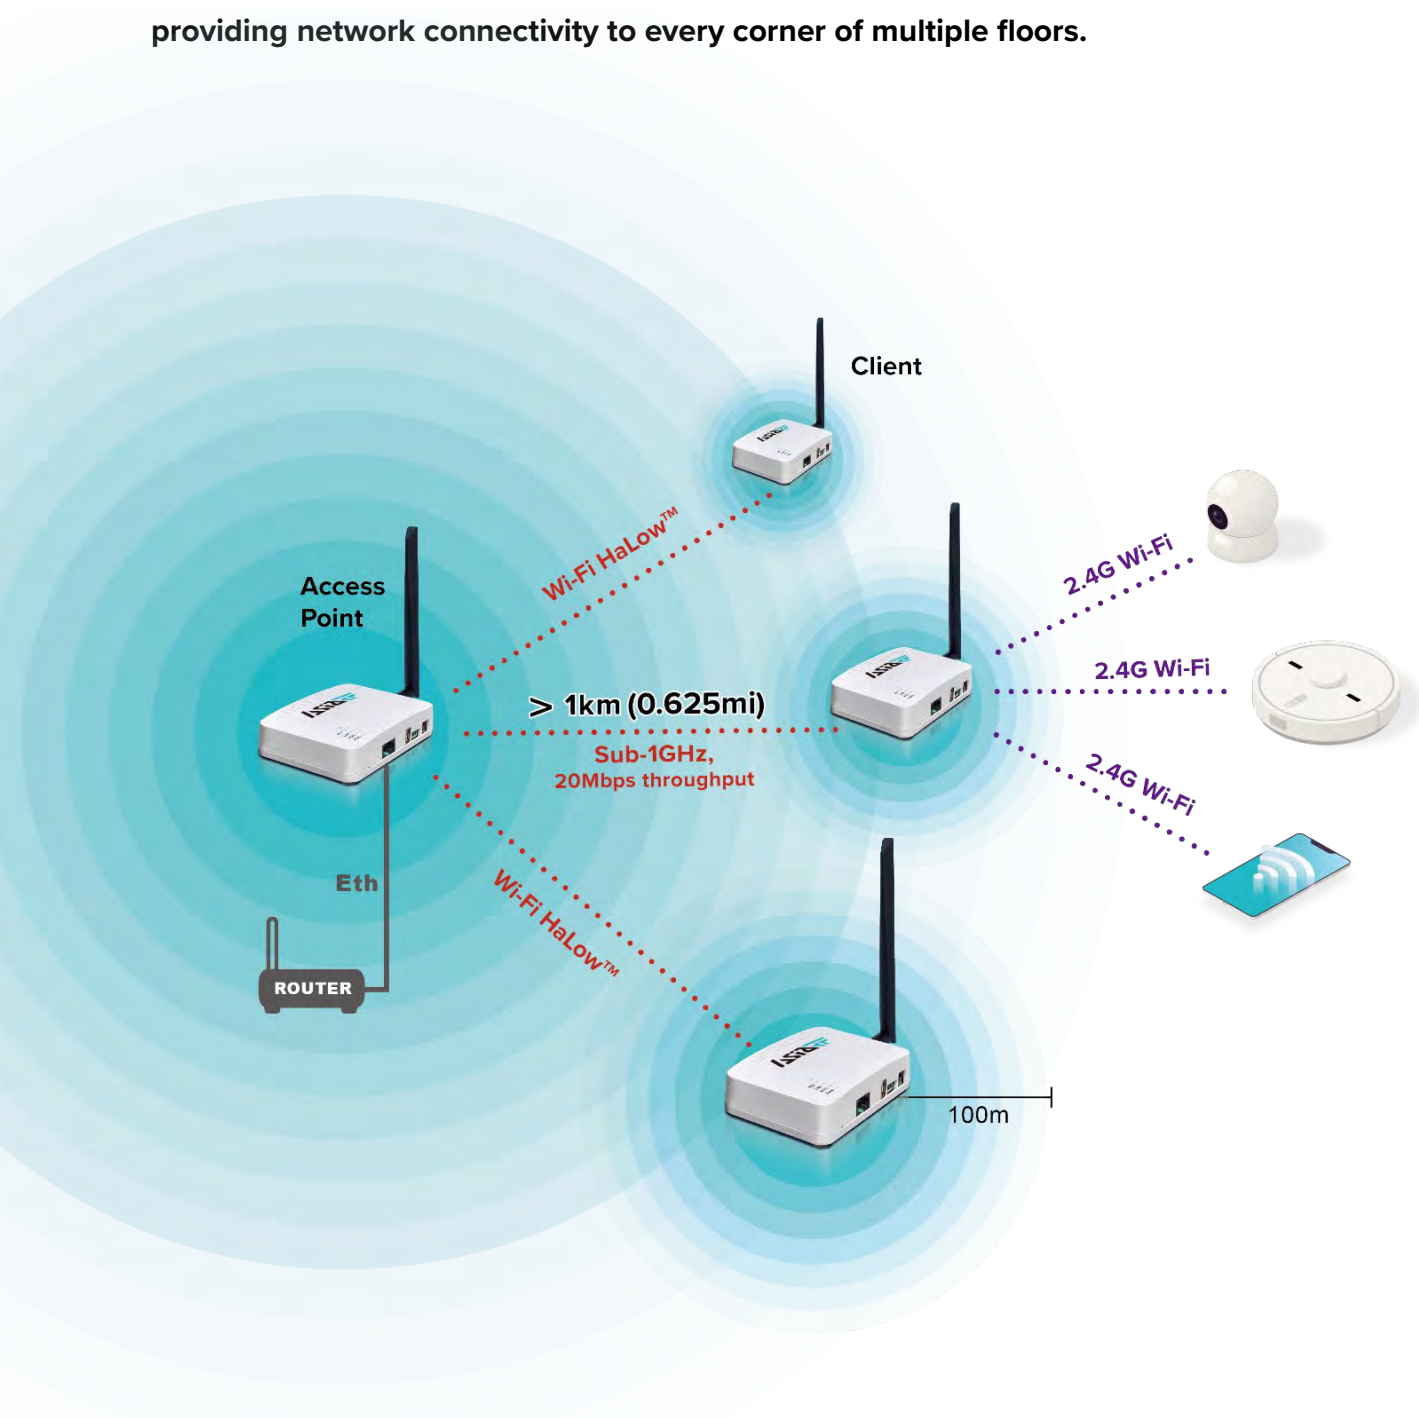 providing network connectivity to every corner of multiple floors.
Client
Wi-Fi HaLow™
2.4G Wi-Fi
Access
Point
2.4G Wi-Fi
> 1km (0.625mi)
Sub-1GHz,
20Mbps throughput
2.4G Wi-Fi
Eth
Wi-Fi HaLow™
ROUTER
100m